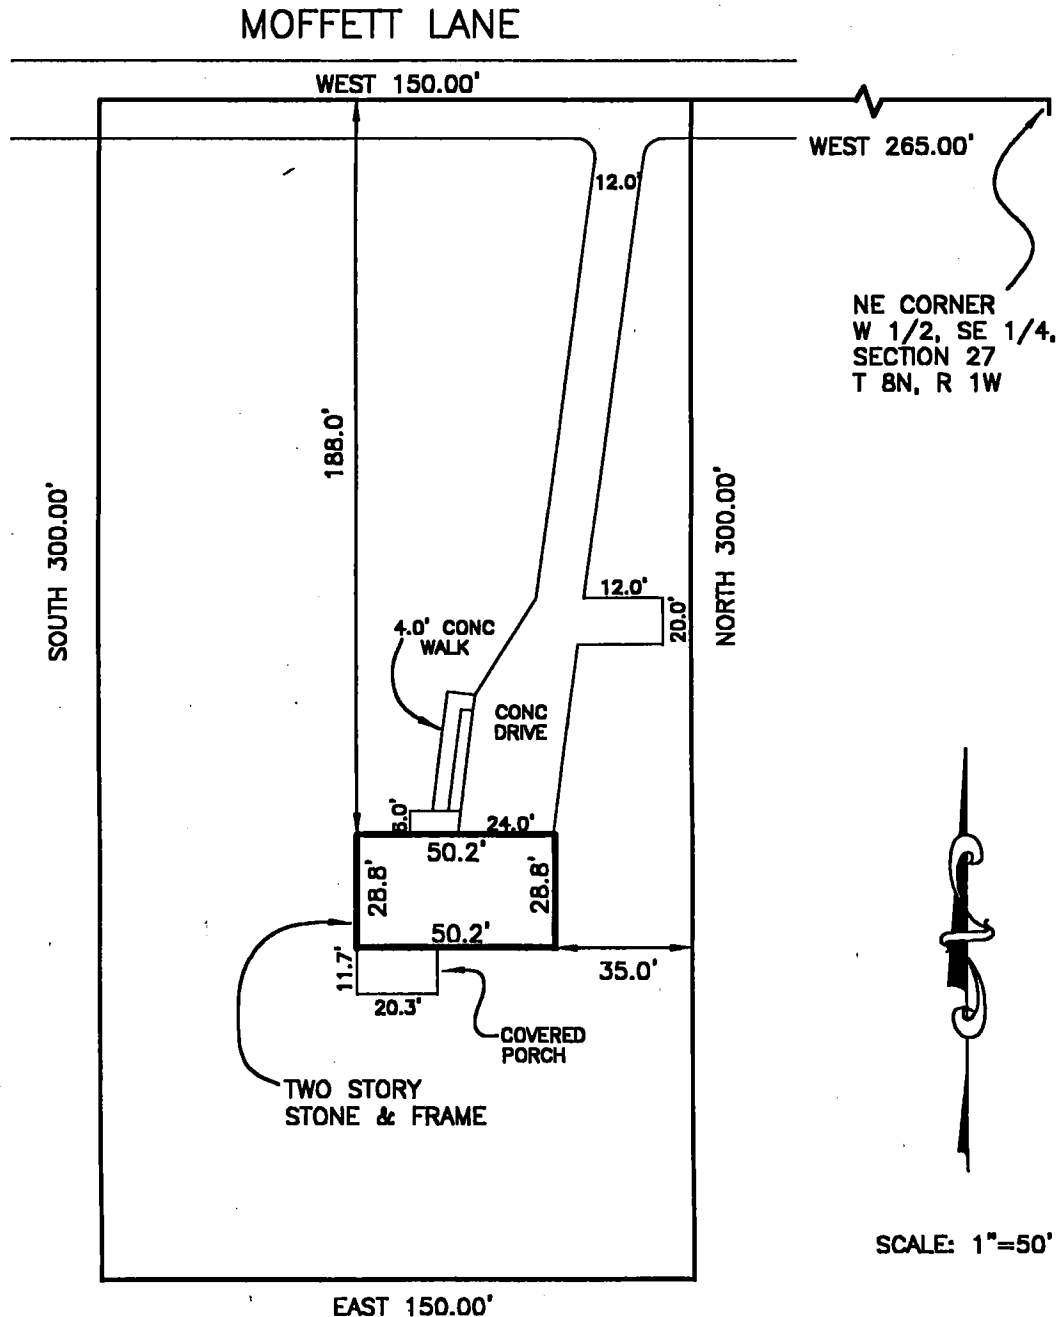 MOFFETT LANE
WEST 150.00'
WEST 265.00'
12.0'
NE CORNER
W 1/2, SE 1/4,
SECTION 27
T 8N, R 1W
188.0'
SOUTH 300.00'
NORTH 300.00'
12.0'
20.0'
4.0' CONC
WALK
CONC
DRIVE
6.0'
24.0'
50.2'
28.8'
28.8'
50.2'
35.0'
11.7'
20.3'
COVERED
PORCH
TWO STORY
STONE & FRAME
SCALE: 1"=50'
EAST 150.00'